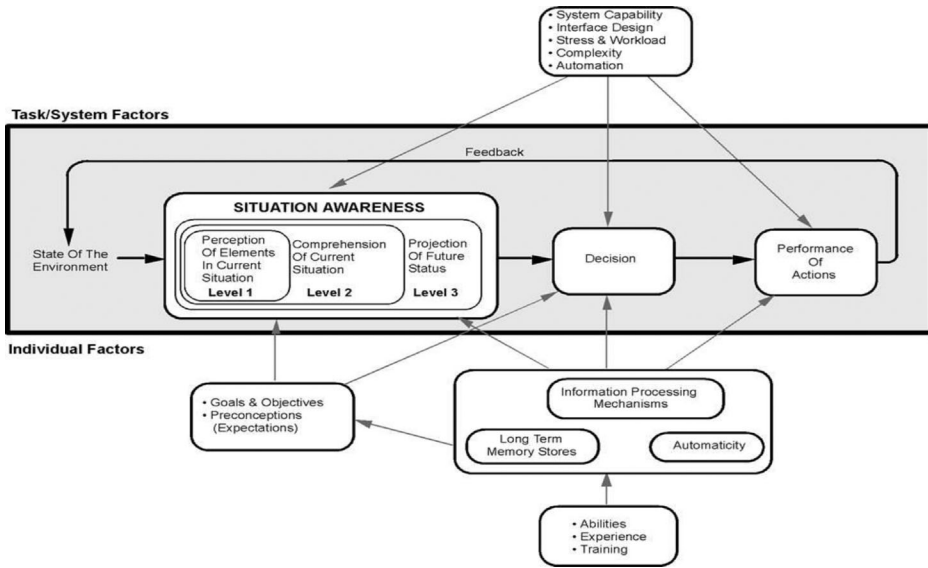 • System Capability
• Interface Design
• Stress & Workload
• Complexity
• Automation
Task/System Factors
Feedback
SITUATION AWARENESS
State Of The
Environment
Perception
Of Elements
In Current
Situation
Level 1
Comprehension
Of Current
Situation
Level 2
Projection
Of Future
Status
Level 3
Decision
Performance
Of
Actions
Individual Factors
• Goals & Objectives
• Preconceptions
(Expectations)
Information Processing
Mechanisms
Long Term
Memory Stores
Automaticity
• Abilities
• Experience
• Training